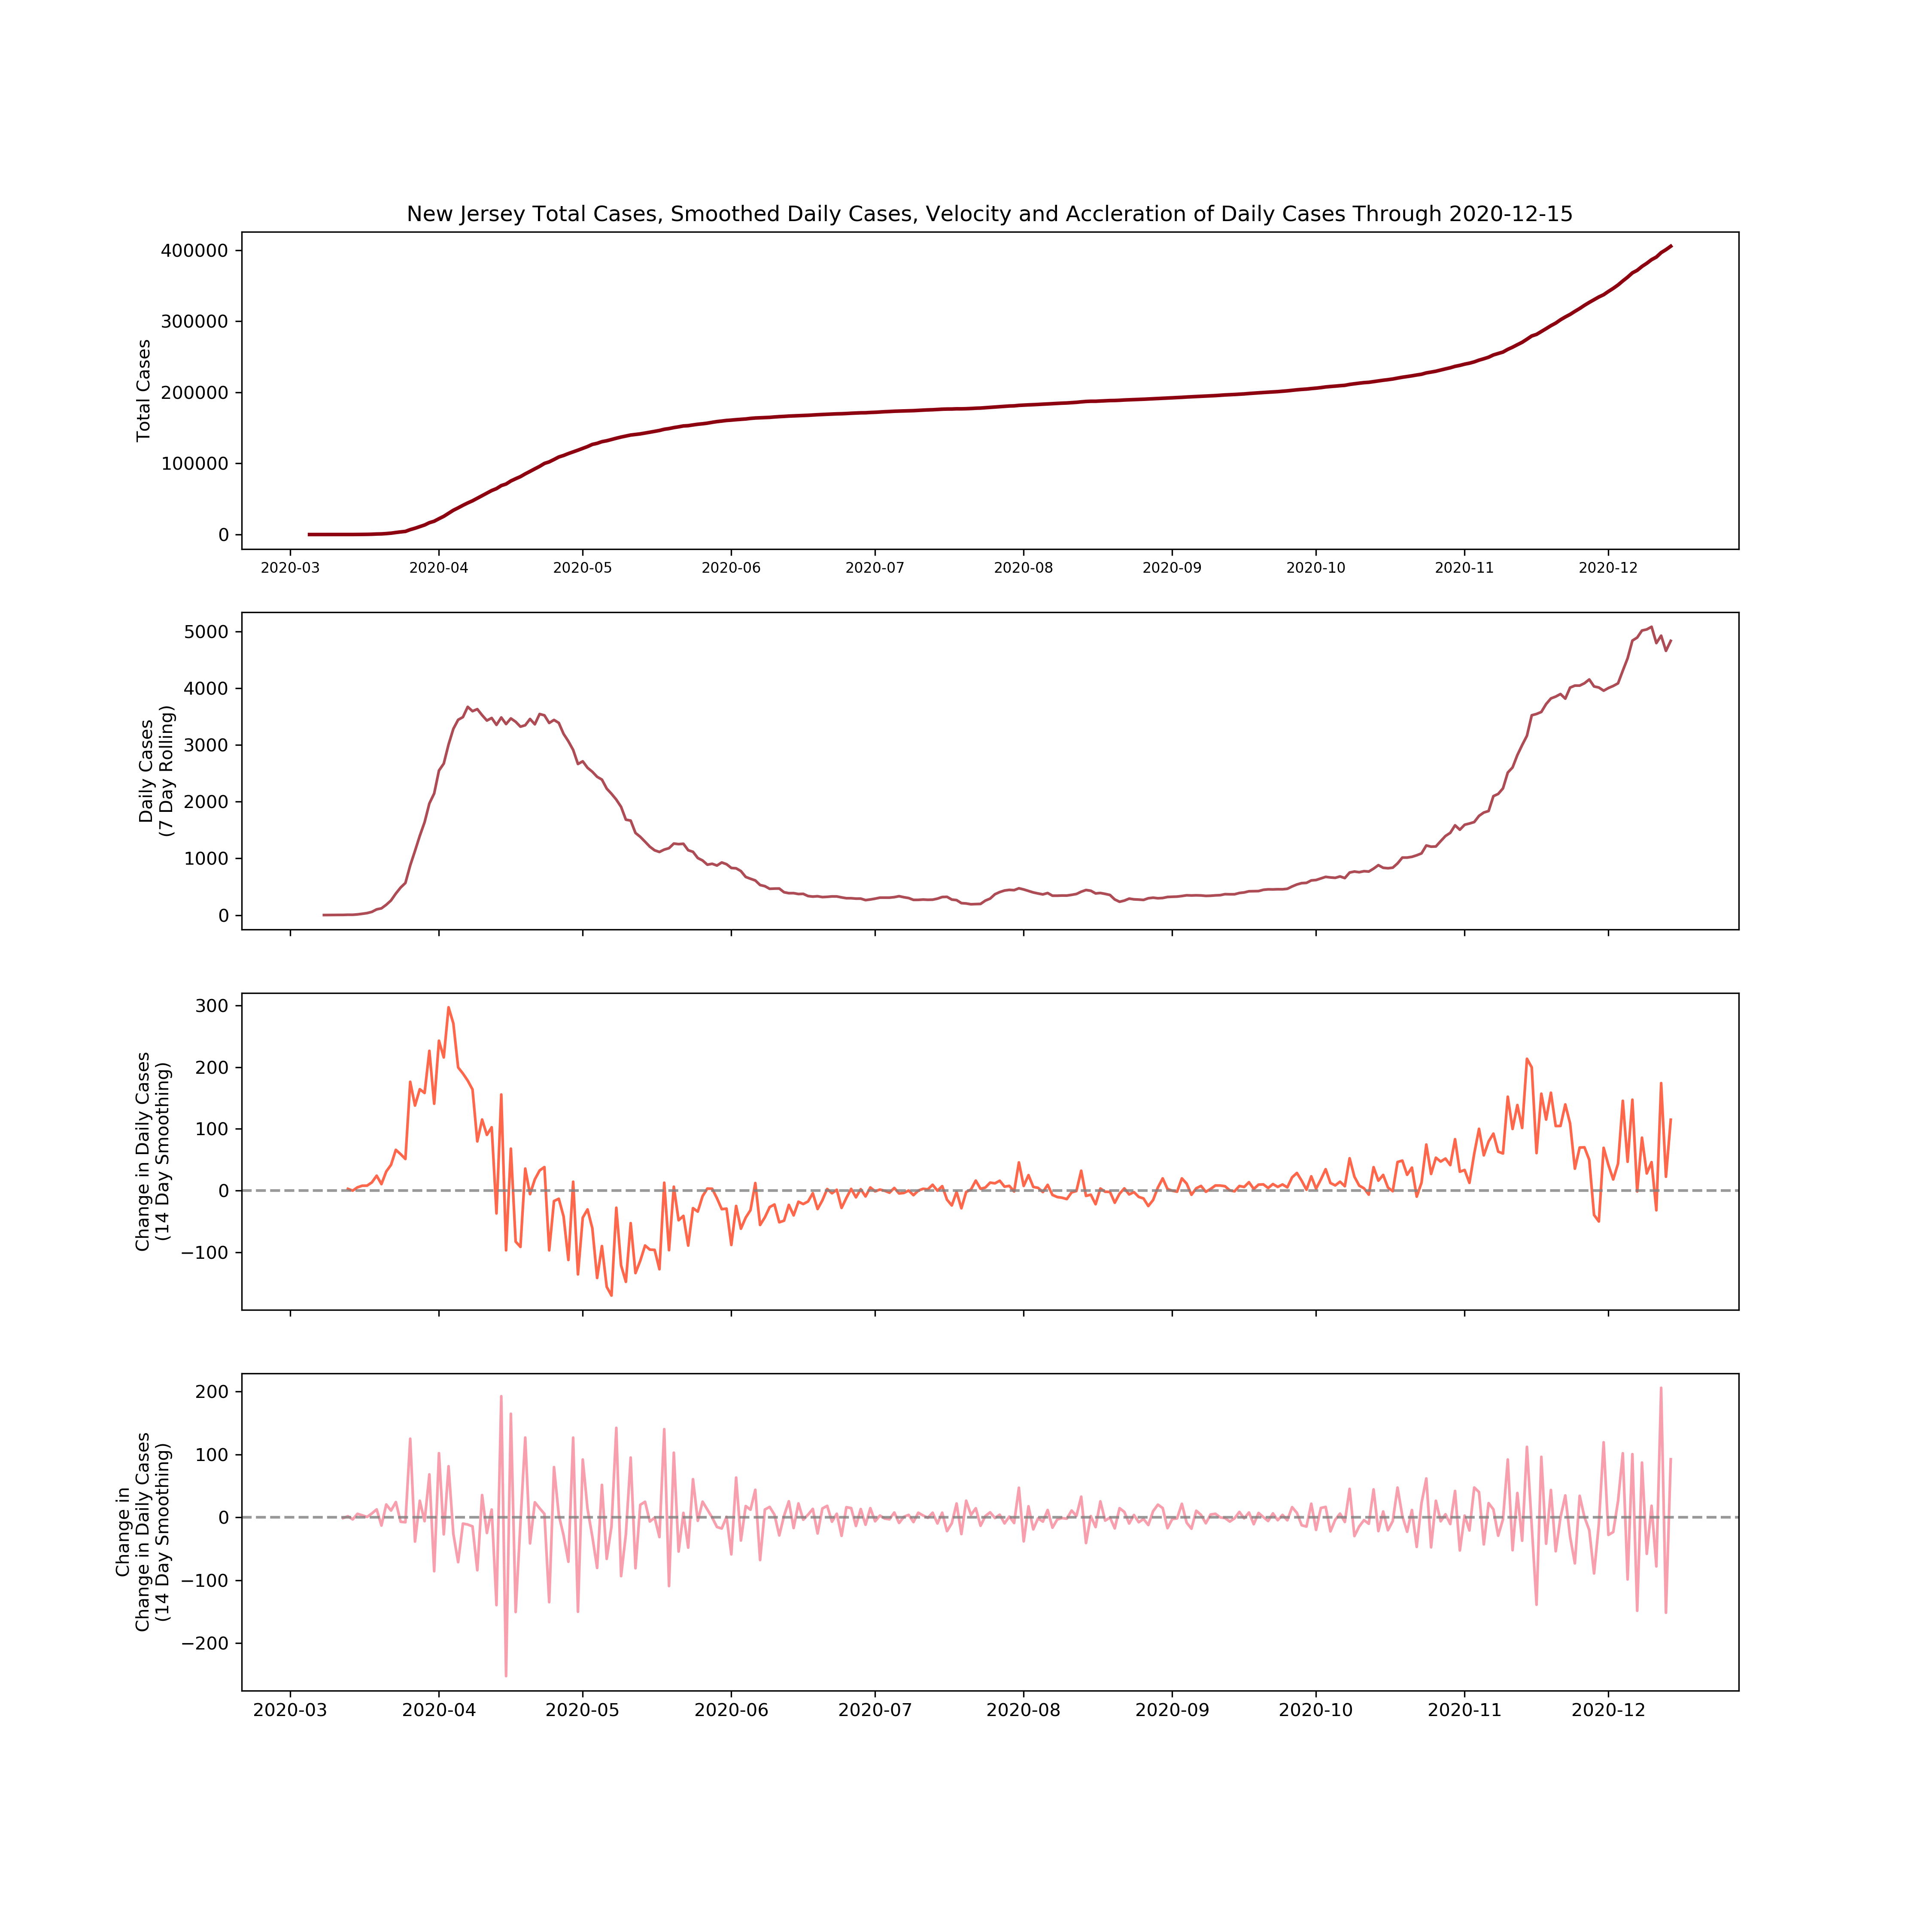 New Jersey Total Cases, Smoothed Daily Cases, Velocity and Accleration of Daily Cases Through 2020-12-15
Total Cases
400000
300000
200000
100000
0
2020-03 2020-04 2020-05 2020-06 2020-07 2020-08 2020-09 2020-10 2020-11 2020-12
Daily Cases
(7 Day Rolling)
5000
4000
3000
2000
1000
0
Change in Daily Cases
(14 Day Smoothing)
300
200
100
0
−100
Change in
Change in Daily Cases
(14 Day Smoothing)
200
100
0
−100
−200
2020-03 2020-04 2020-05 2020-06 2020-07 2020-08 2020-09 2020-10 2020-11 2020-12